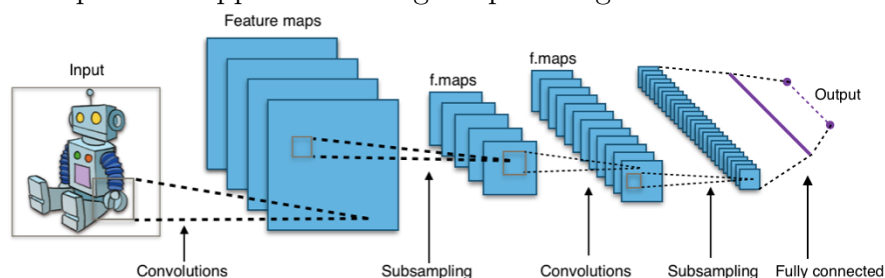 Feature maps
Input
f.maps
f.maps
Output
Convolutions
Subsampling
Convolutions
Subsampling
Fully connected